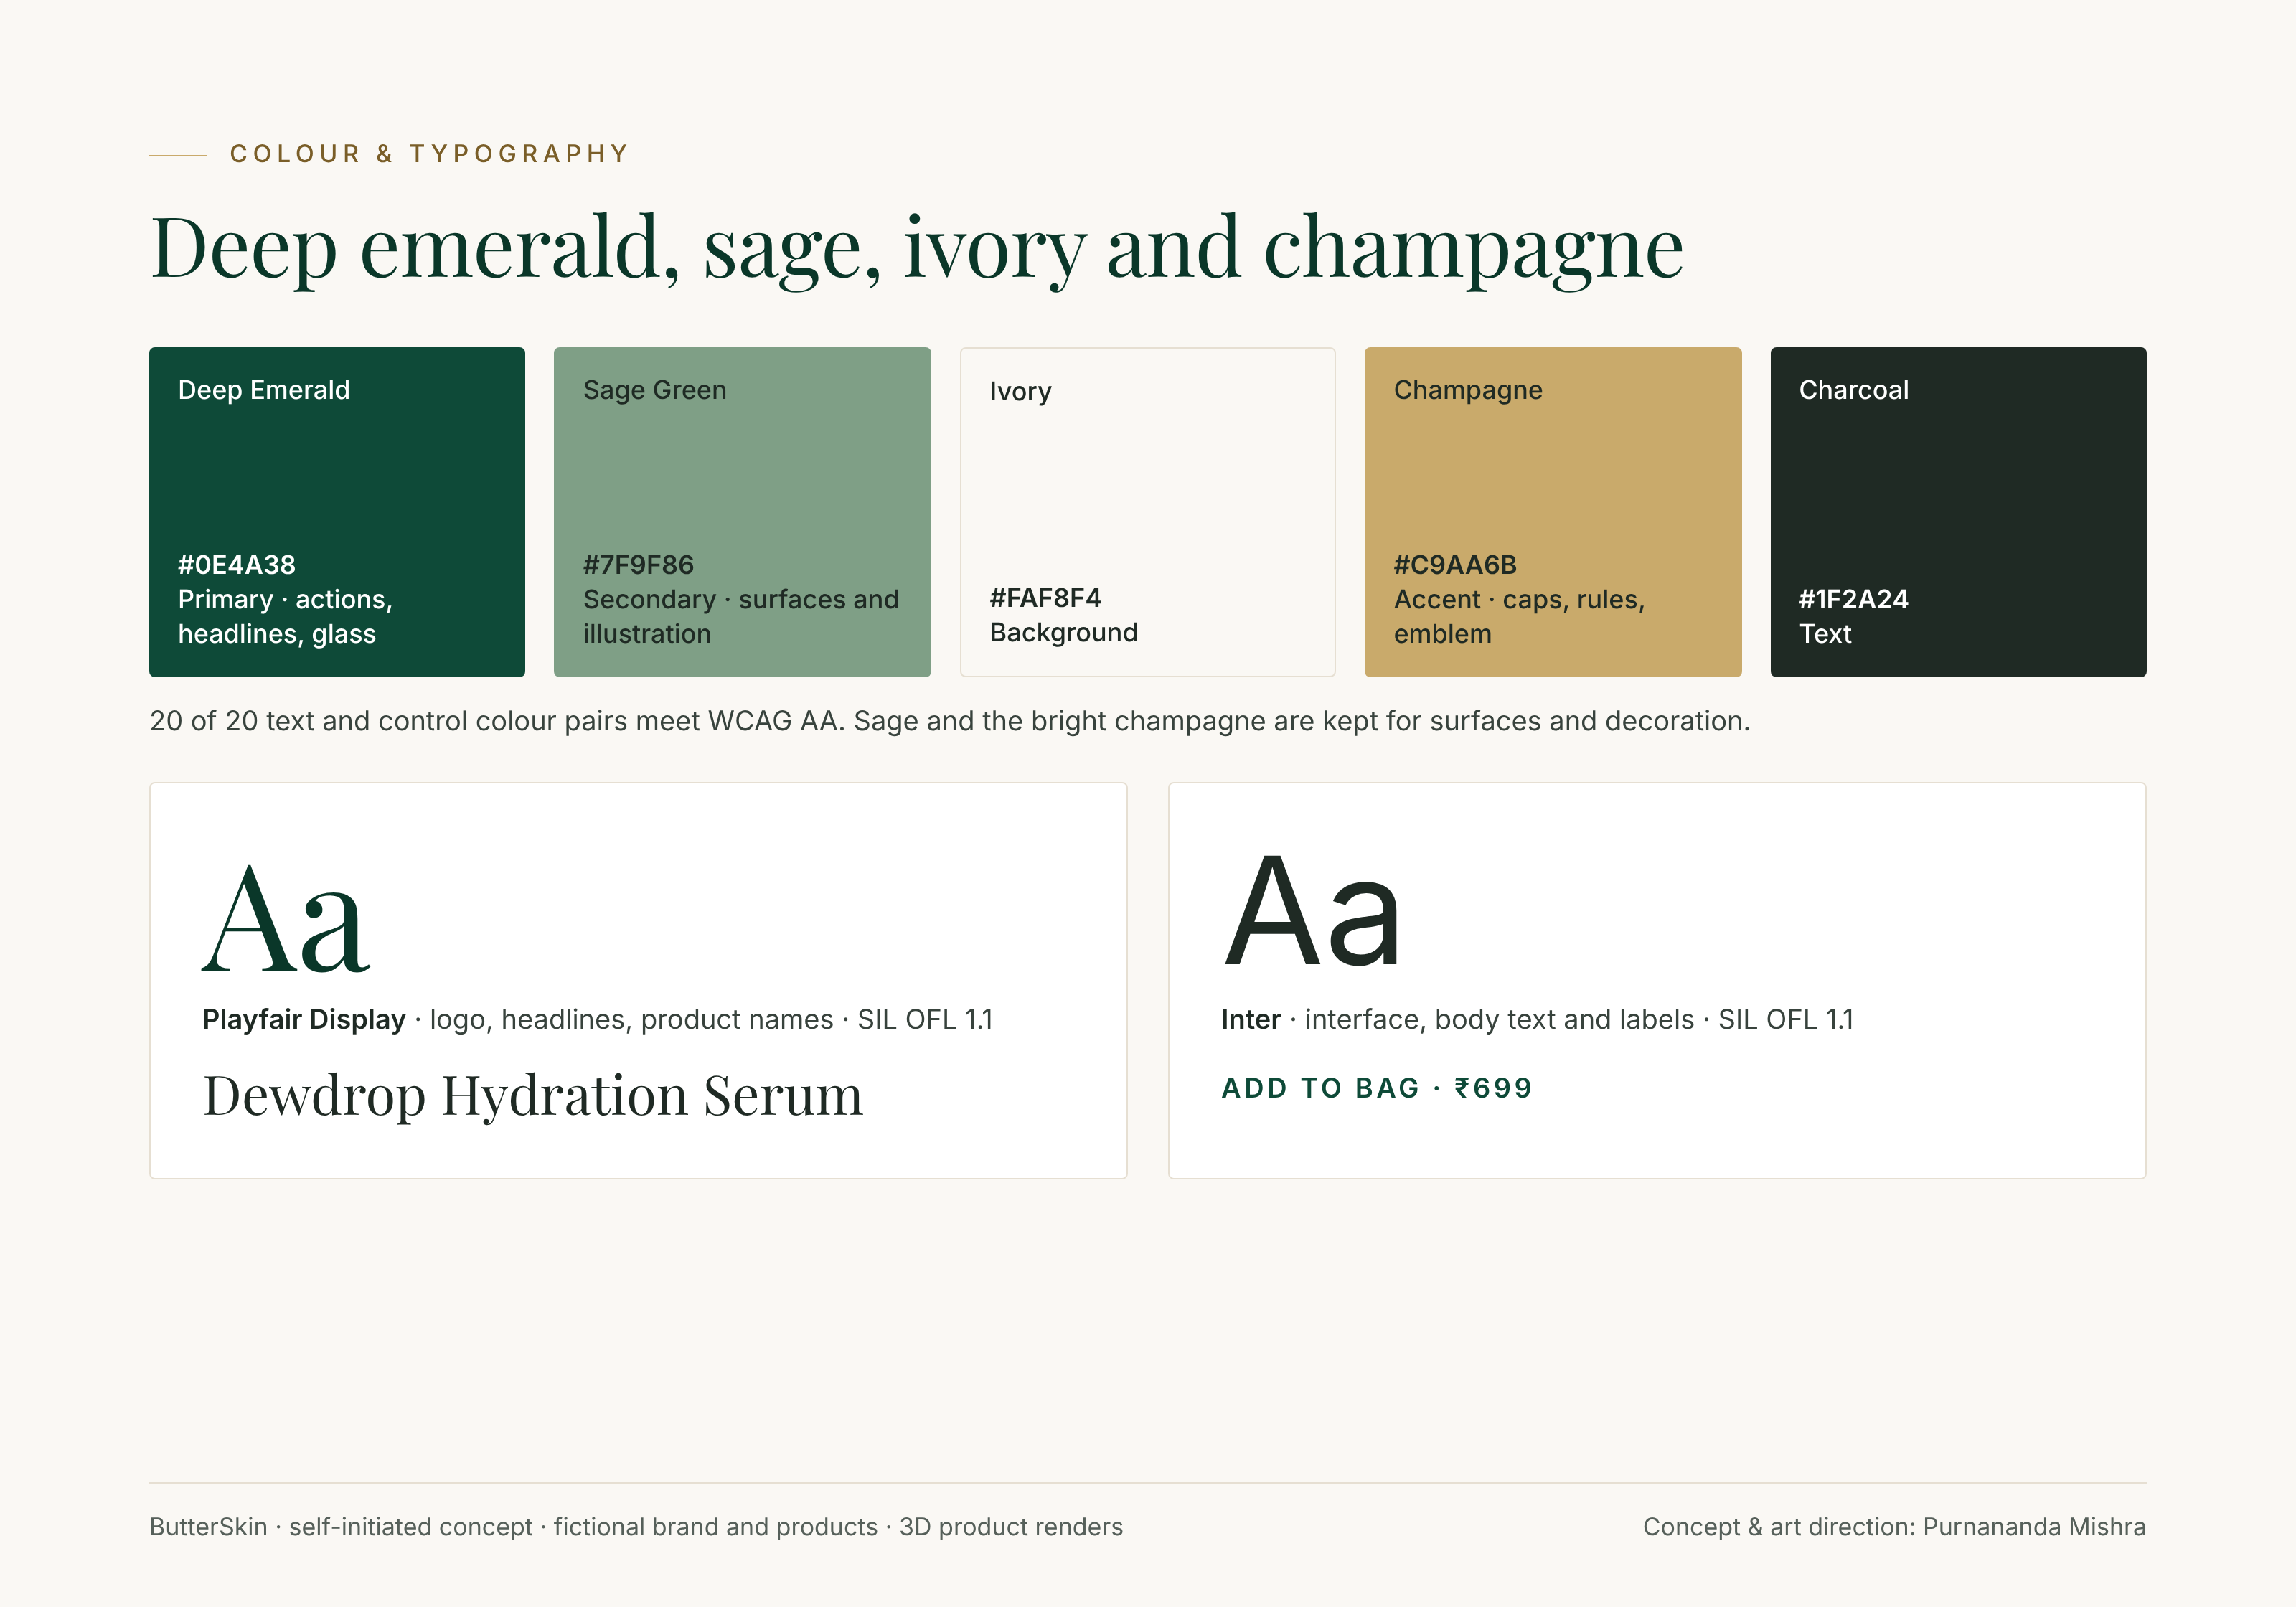 COLOUR & TYPOGRAPHY
Deep emerald, sage, ivory and champagne
Deep Emerald
#0E4A38
Primary · actions,
headlines, glass
Sage Green
#7F9F86
Secondary · surfaces and
illustration
Ivory
#FAF8F4
Background
Champagne
#C9AA6B
Accent · caps, rules,
emblem
Charcoal
#1F2A24
Text
20 of 20 text and control colour pairs meet WCAG AA. Sage and the bright champagne are kept for surfaces and decoration.
Aa
Playfair Display · logo, headlines, product names · SIL OFL 1.1
Dewdrop Hydration Serum
Aa
Inter · interface, body text and labels · SIL OFL 1.1
ADD TO BAG · ₹699
ButterSkin · self-initiated concept · fictional brand and products · 3D product renders
Concept & art direction: Purnananda Mishra